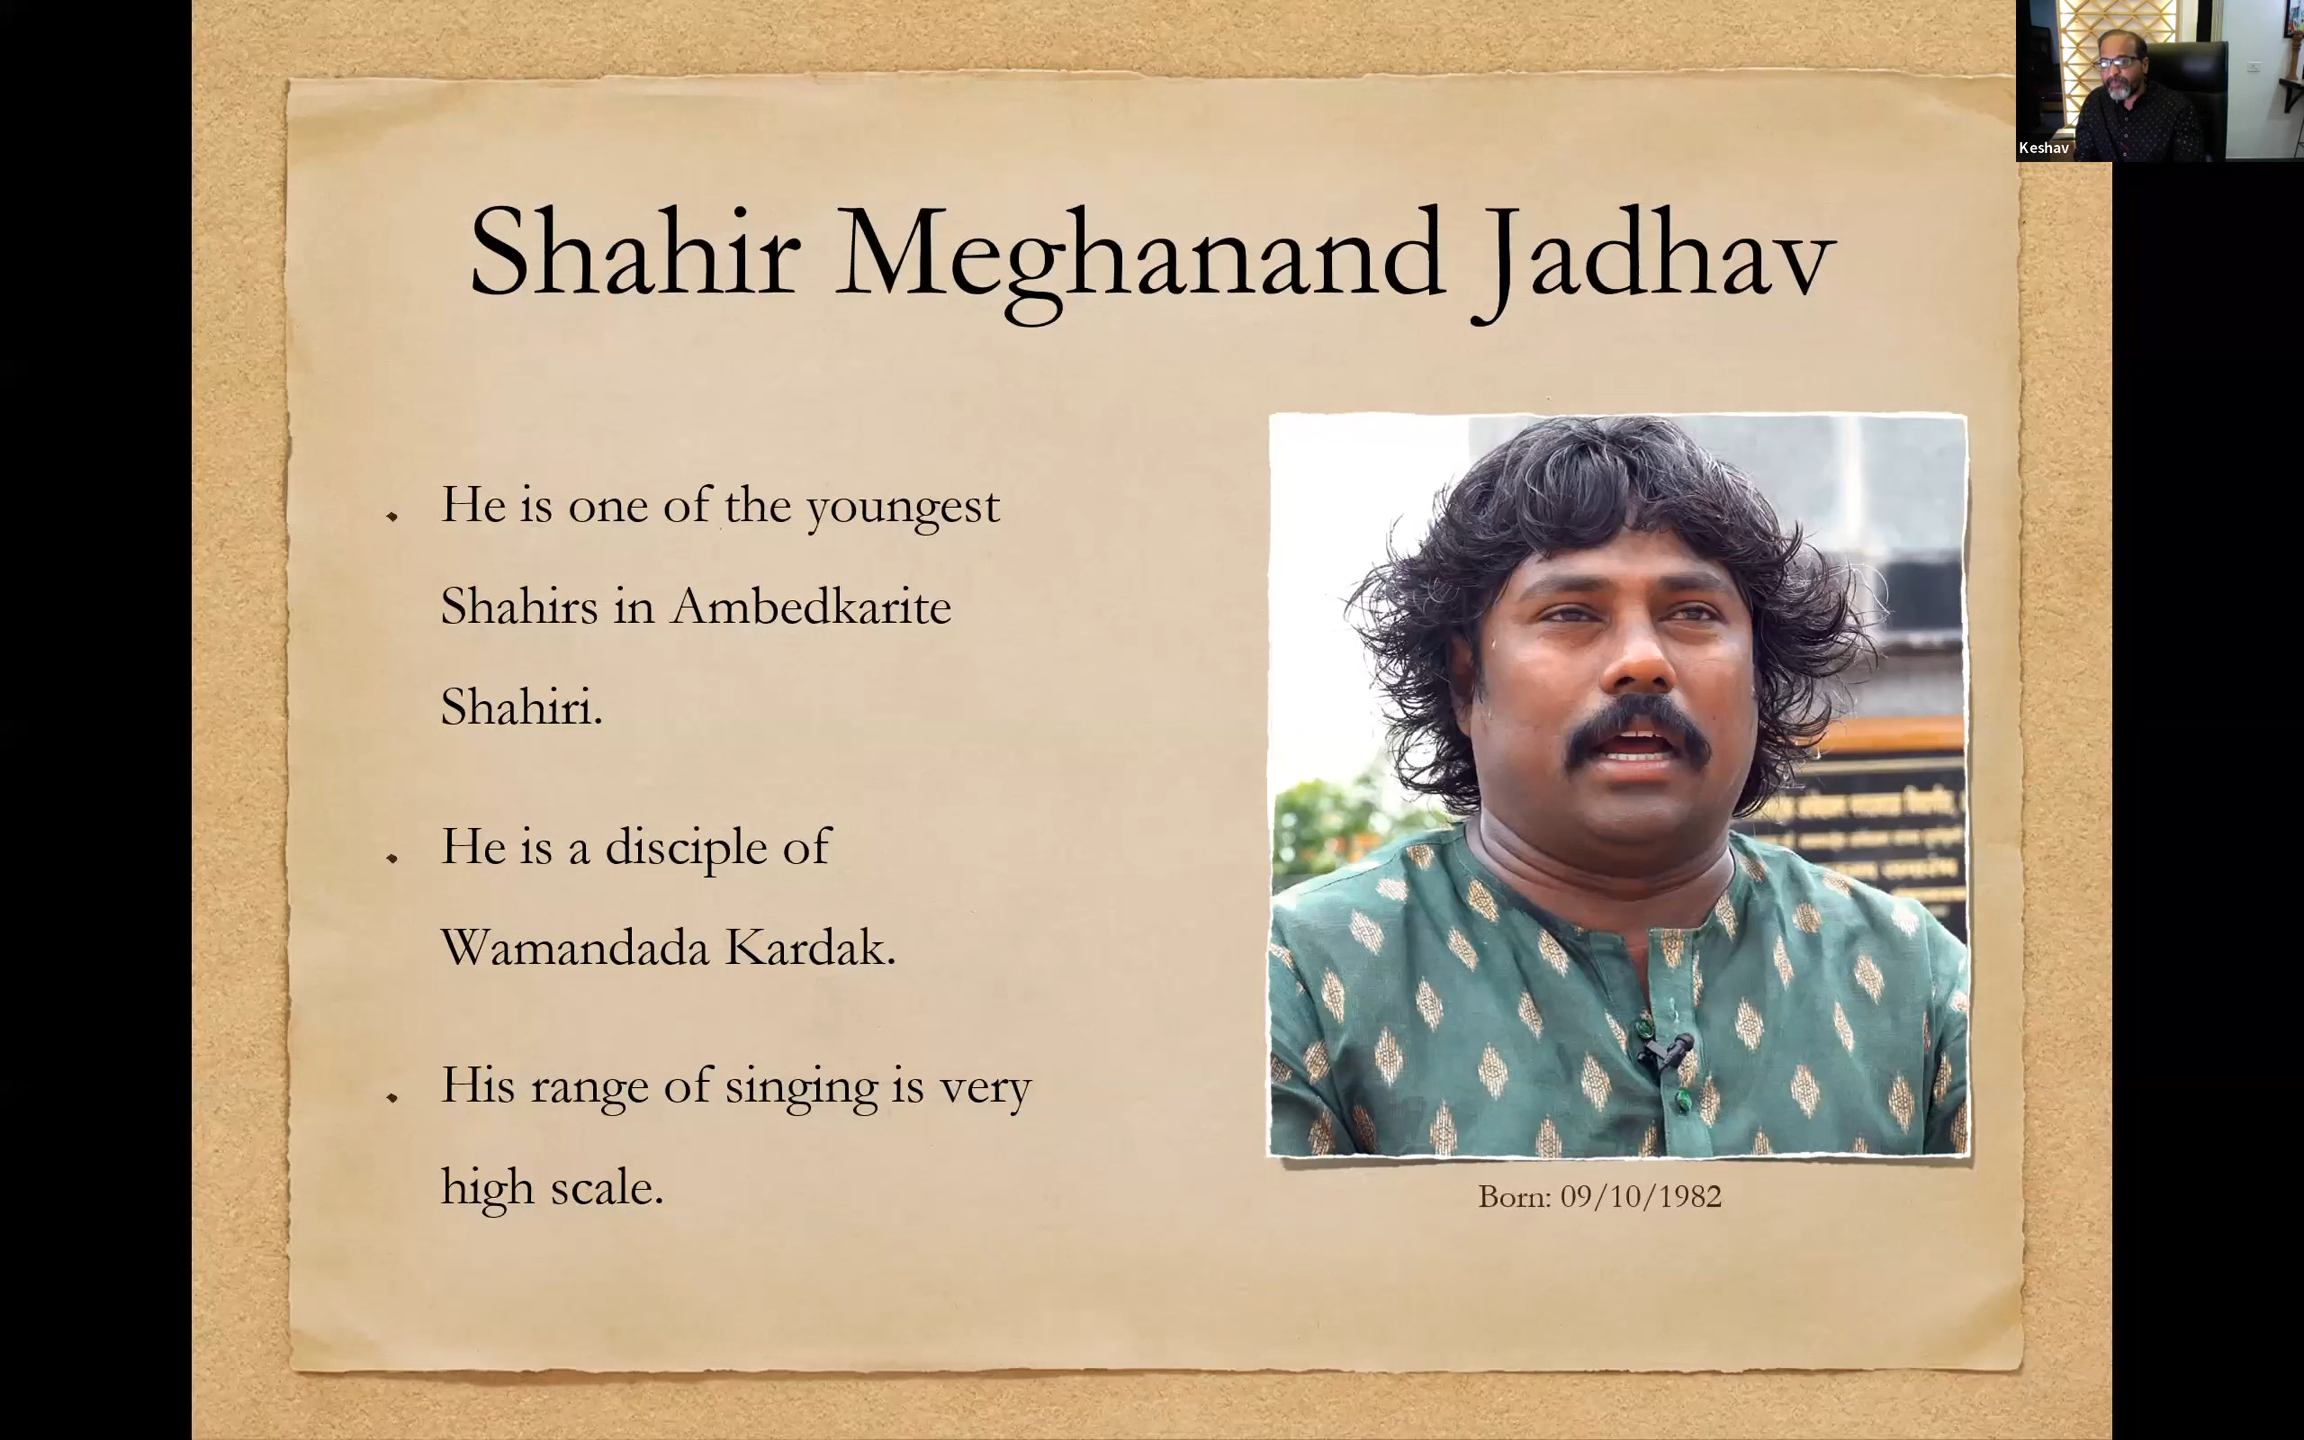 Keshav
Shahir Meghanand Jadhav
He is one of the youngest
Shahirs in Ambedkarite
Shahiri.
He is a disciple of
Wamandada Kardak.
His range of singing is very
high scale.
Born: 09/10/1982